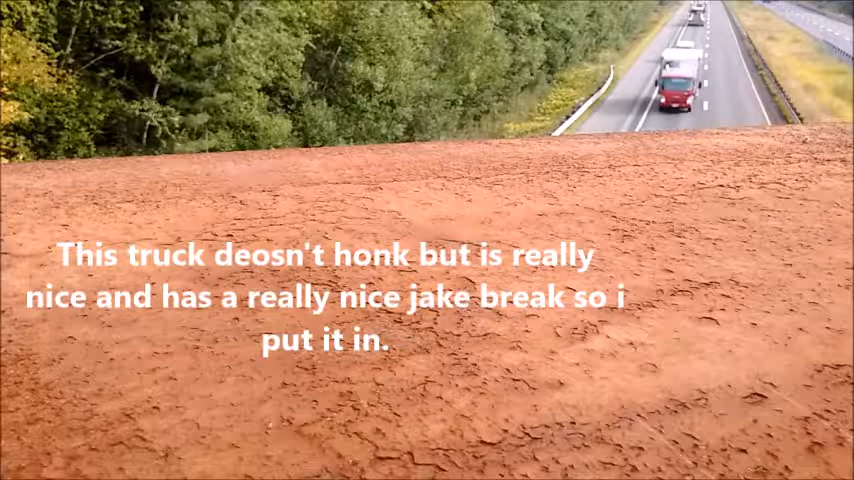 This truck deosn't honk but is really
nice and has a really nice jake break so i
put it in.